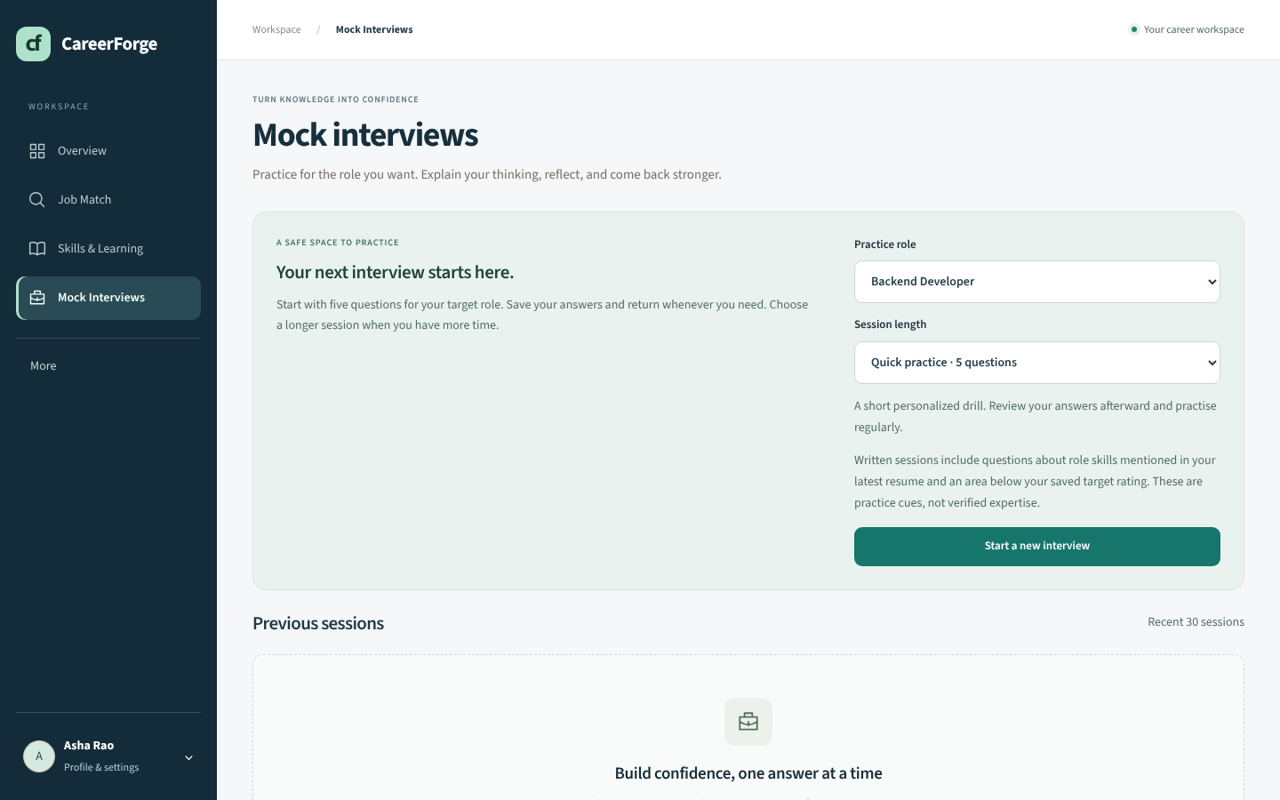 cf CareerForge
WORKSPACE
Overview
Job Match
Skills & Learning
Mock Interviews
More
A
Asha Rao
Profile & settings
Workspace / Mock Interviews
Your career workspace
TURN KNOWLEDGE INTO CONFIDENCE
Mock interviews
Practice for the role you want. Explain your thinking, reflect, and come back stronger.
A SAFE SPACE TO PRACTICE
Your next interview starts here.
Start with five questions for your target role. Save your answers and return whenever you need. Choose
a longer session when you have more time.
Practice role
Backend Developer
Session length
Quick practice · 5 questions
A short personalized drill. Review your answers afterward and practise
regularly.
Written sessions include questions about role skills mentioned in your
latest resume and an area below your saved target rating. These are
practice cues, not verified expertise.
Start a new interview
Previous sessions
Recent 30 sessions
Build confidence, one answer at a time